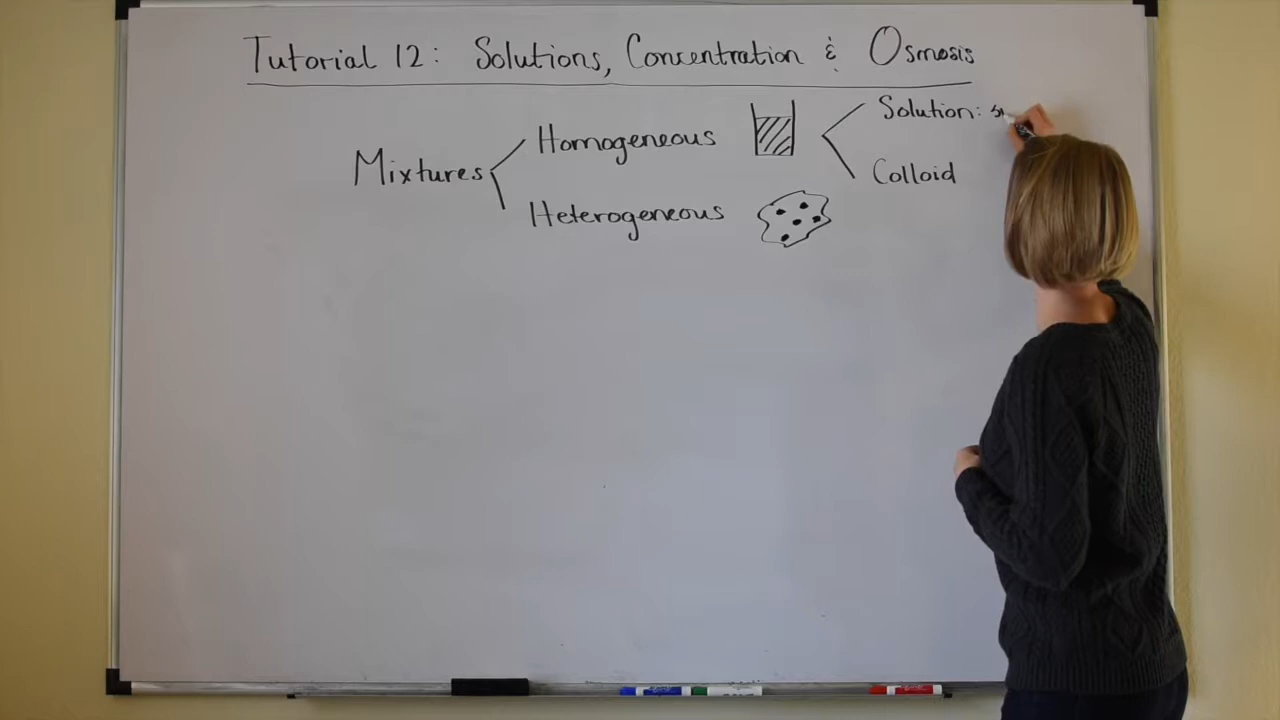 Tutorial 12: Solutions, Concentration & Osmosis
Mixtures
Homogeneous
Heterogeneous
Solution:
Colloid